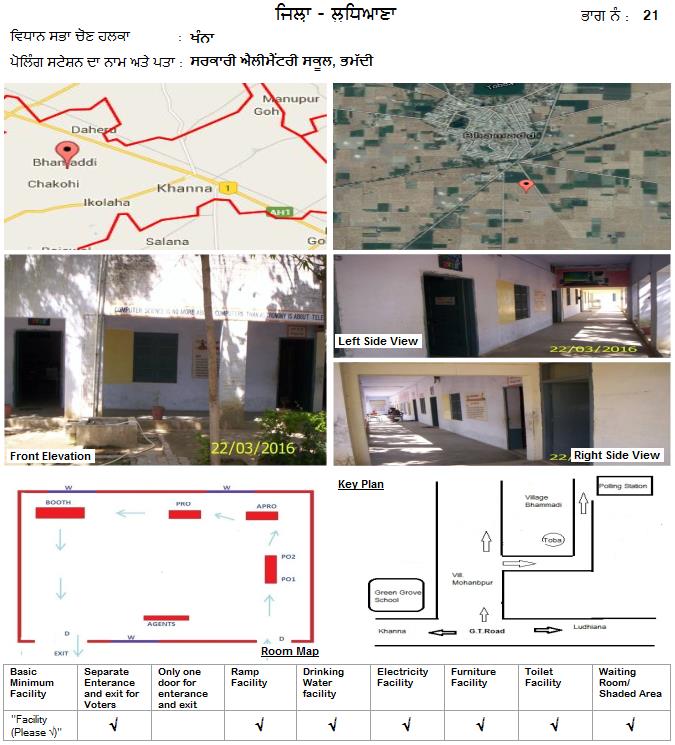 ਜਿਲ੍ਹਾ - ਲੁਧਿਆਣਾ
ਭਾਗ ਨੰ: 21
ਵਿਧਾਨ ਸਭਾ ਚੋਣ ਹਲਕਾ : ਖੰਨਾ
ਪੋਲਿੰਗ ਸਟੇਸ਼ਨ ਦਾ ਨਾਮ ਅਤੇ ਪਤਾ : ਸਰਕਾਰੀ ਐਲੀਮੈਂਟਰੀ ਸਕੂਲ, ਭਮੱਦੀ
Manupur
Goh
Daheru
Bhamaddi
Chakohi
Khanna 1
Ikolaha
AH1
Salana
Go
Toba
COMPUTER SCIENCE IS NO MORE ABOUT COMPUTERS THAN ASTRONOMY IS ABOUT TELE
22/03/2016
Front Elevation
Left Side View
22/03/2016
22/
Right Side View
W
W
BOOTH
PRO
APRO
PO2
PO1
AGENTS
D
W
D
EXIT
Room Map
Key Plan
Polling Station
Village
Bhammadi
Toba
Vill.
Mohanbpur
Green Grove
School
Khanna
G.T.Road
Ludhiana
Basic Minimum Facility | Separate Enterance and exit for Voters | Only one door for enterance and exit | Ramp Facility | Drinking Water facility | Electricity Facility | Furniture Facility | Toilet Facility | Waiting Room/ Shaded Area
"Facility (Please √)" | √ | | √ | √ | √ | √ | √ | √